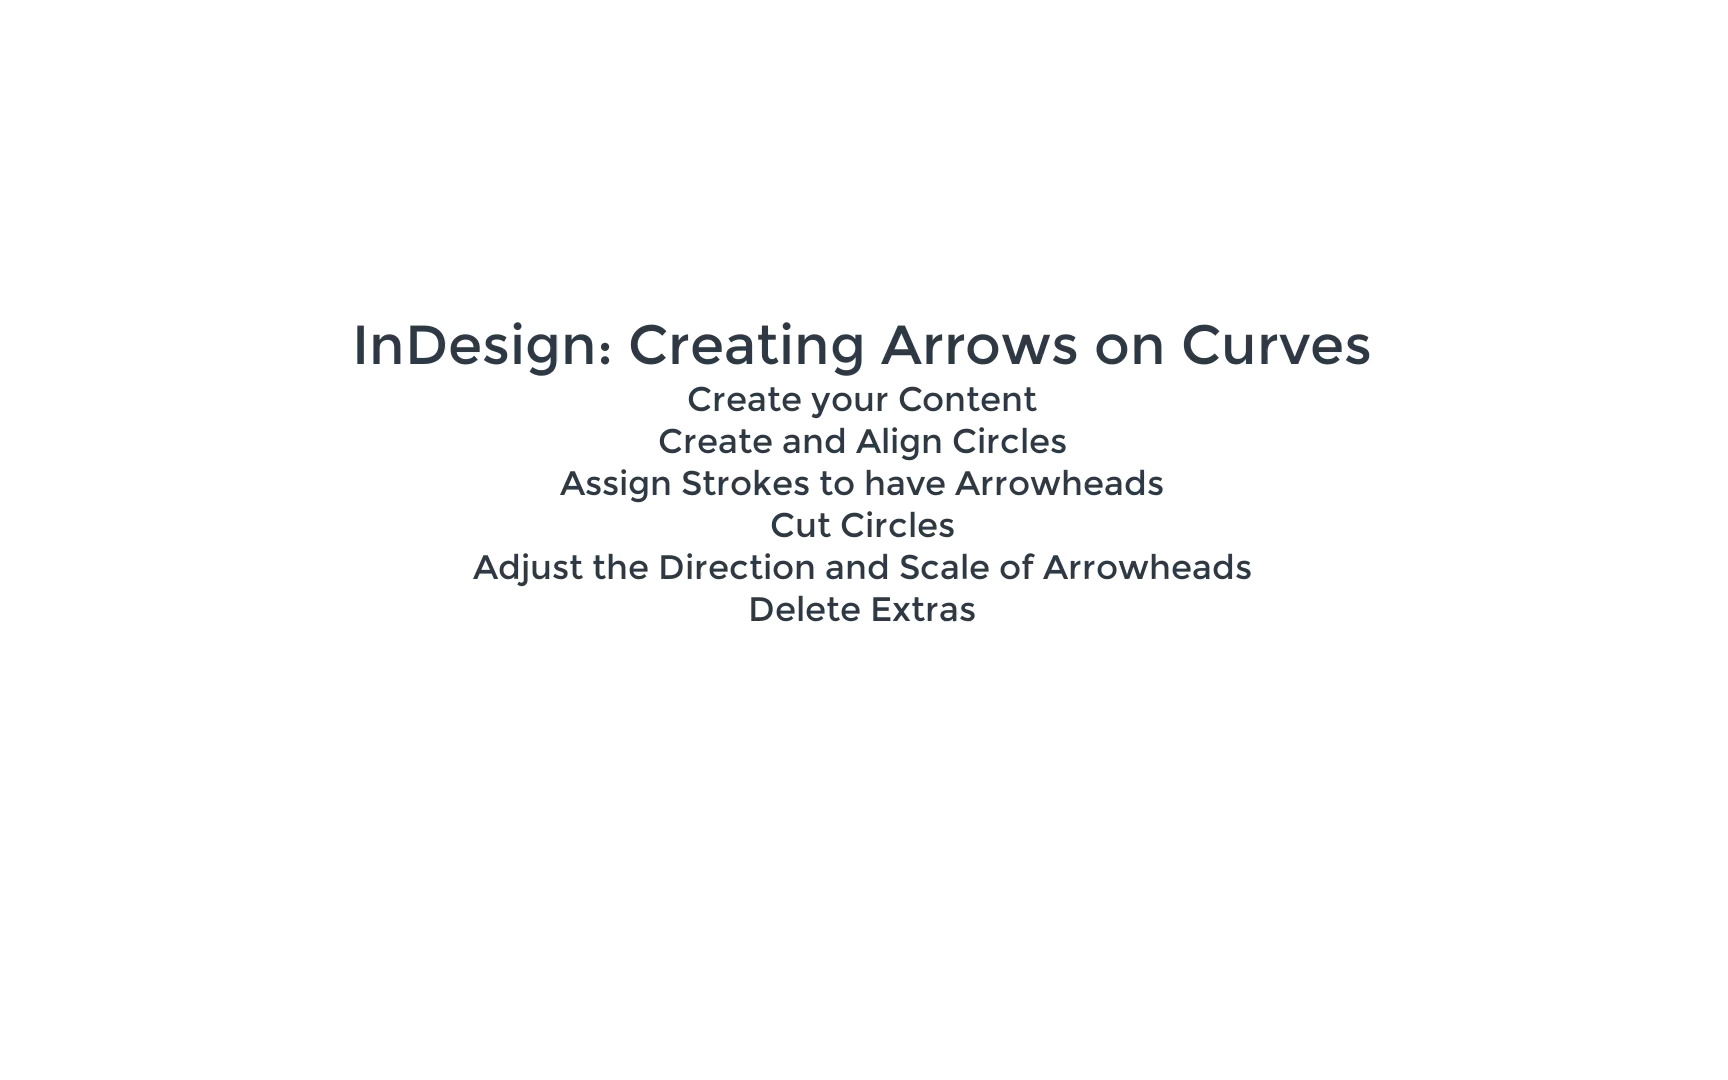 InDesign: Creating Arrows on Curves
Create your Content
Create and Align Circles
Assign Strokes to have Arrowheads
Cut Circles
Adjust the Direction and Scale of Arrowheads
Delete Extras